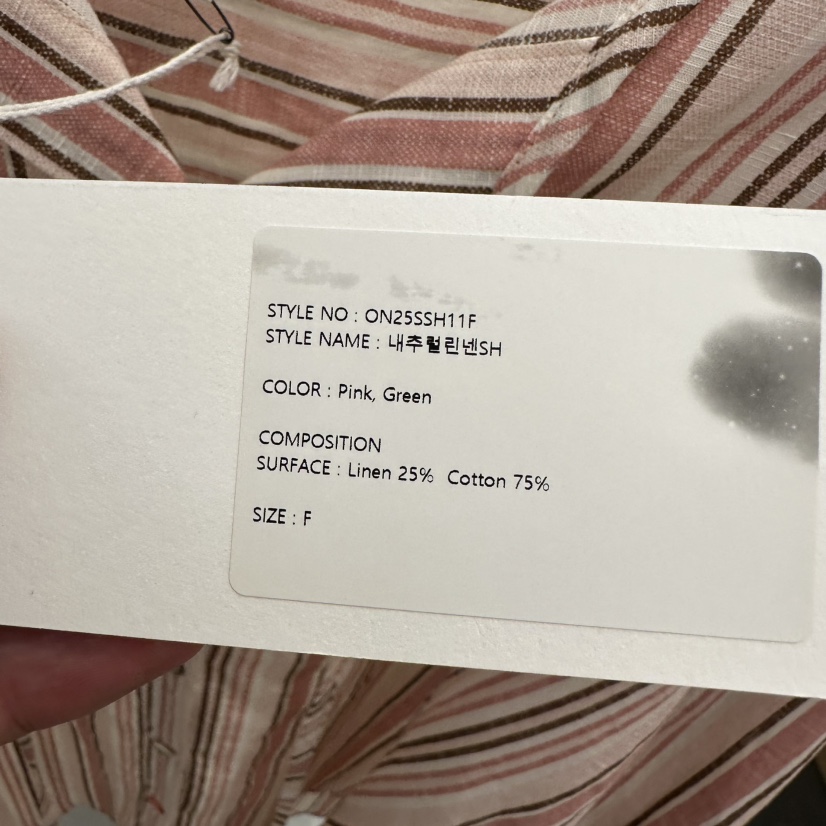 STYLE NO : ON25SSH11F
STYLE NAME : 내추럴린넨SH
COLOR : Pink, Green
COMPOSITION
SURFACE : Linen 25% Cotton 75%
SIZE : F